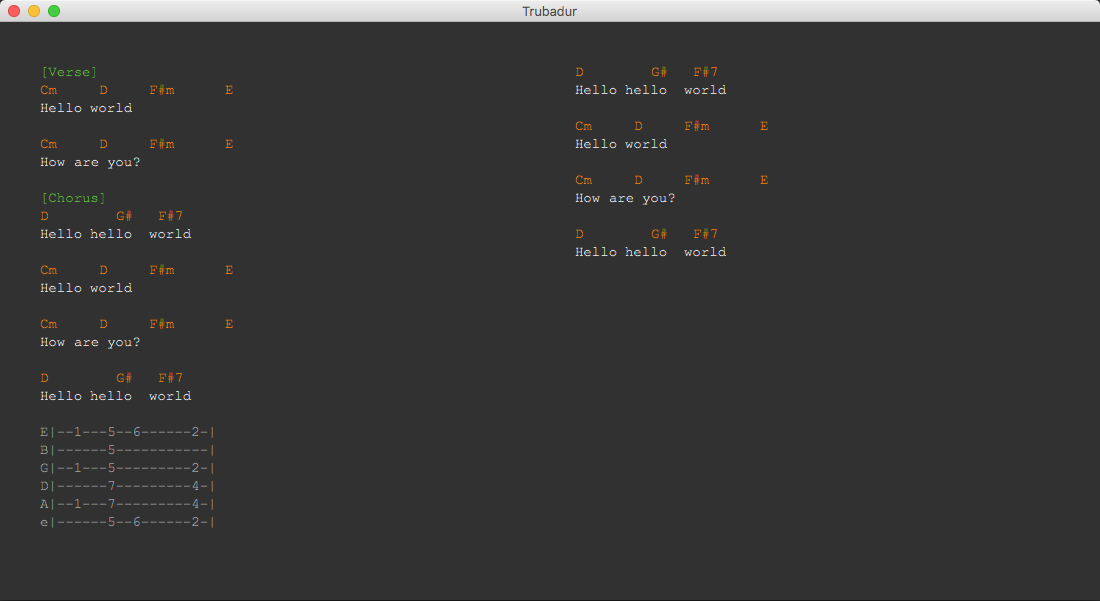 Trubadur
[Verse]
Cm     D     F#m      E
Hello world
Cm     D     F#m      E
How are you?
[Chorus]
D        G#   F#7
Hello hello  world
Cm     D     F#m      E
Hello world
Cm     D     F#m      E
How are you?
D        G#   F#7
Hello hello  world
E|--1---5--6------2-|
B|------5-----------|
G|--1---5---------2-|
D|------7---------4-|
A|--1---7---------4-|
e|------5--6------2-|
D        G#   F#7
Hello hello  world
Cm     D     F#m      E
Hello world
Cm     D     F#m      E
How are you?
D        G#   F#7
Hello hello  world